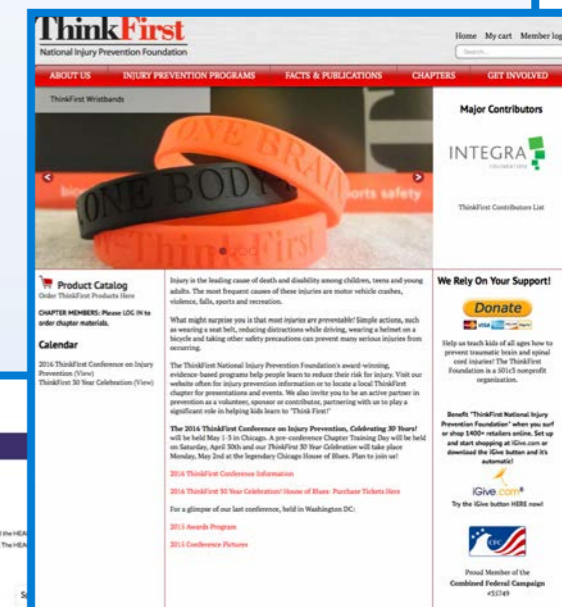 ThinkFirst
National Injury Prevention Foundation
Home My cart Member log
Search...
ABOUT US INJURY PREVENTION PROGRAMS FACTS & PUBLICATIONS CHAPTERS GET INVOLVED
ThinkFirst Wristbands
ONE BRAIN
ONE BODY
ThinkFirst
sports safety
Major Contributors
INTEGRA
FOUNDATION
ThinkFirst Contributors List
Product Catalog
Order ThinkFirst Products Here
CHAPTER MEMBERS: Please LOG IN to
order chapter materials.
Calendar
2016 ThinkFirst Conference on Injury
Prevention (View)
ThinkFirst 30 Year Celebration (View)
Injury is the leading cause of death and disability among children, teens and young
adults. The most frequent causes of these injuries are motor vehicle crashes,
violence, falls, sports and recreation.
What might surprise you is that most injuries are preventable! Simple actions, such
as wearing a seat belt, reducing distractions while driving, wearing a helmet on a
bicycle and taking other safety precautions can prevent many serious injuries from
occurring.
The ThinkFirst National Injury Prevention Foundation's award-winning,
evidence-based programs help people learn to reduce their risk for injury. Visit our
website often for injury prevention information or to locate a local ThinkFirst
chapter for presentations and events. We also invite you to be an active partner in
prevention as a volunteer, sponsor or contributor, partnering with us to play a
significant role in helping kids learn to "Think First!"
The 2016 ThinkFirst Conference on Injury Prevention, Celebrating 30 Years!
will be held May 1-3 in Chicago. A pre-conference Chapter Training Day will be held
on Saturday, April 30th and our ThinkFirst 30 Year Celebration will take place
Monday, May 2nd at the legendary Chicago House of Blues. Plan to join us!
2016 ThinkFirst Conference Information
2016 ThinkFirst 30 Year Celebration! House of Blues: Purchase Tickets Here
For a glimpse of our last conference, held in Washington DC:
2015 Awards Program
2015 Conference Pictures
We Rely On Your Support!
Donate
VISA
Help us teach kids of all ages how to
prevent traumatic brain and spinal
cord injuries! The ThinkFirst
Foundation is a 501c3 nonprofit
organization.
Benefit "ThinkFirst National Injury
Prevention Foundation" when you surf
or shop 1400+ retailers online. Set up
and start shopping at iGive.com or
download the iGive button and it's
automatic!
iGive.com®
Try the iGive button HERE now!
CFC
Proud Member of the
Combined Federal Campaign
#35749
the HEA
The HEA
Sp